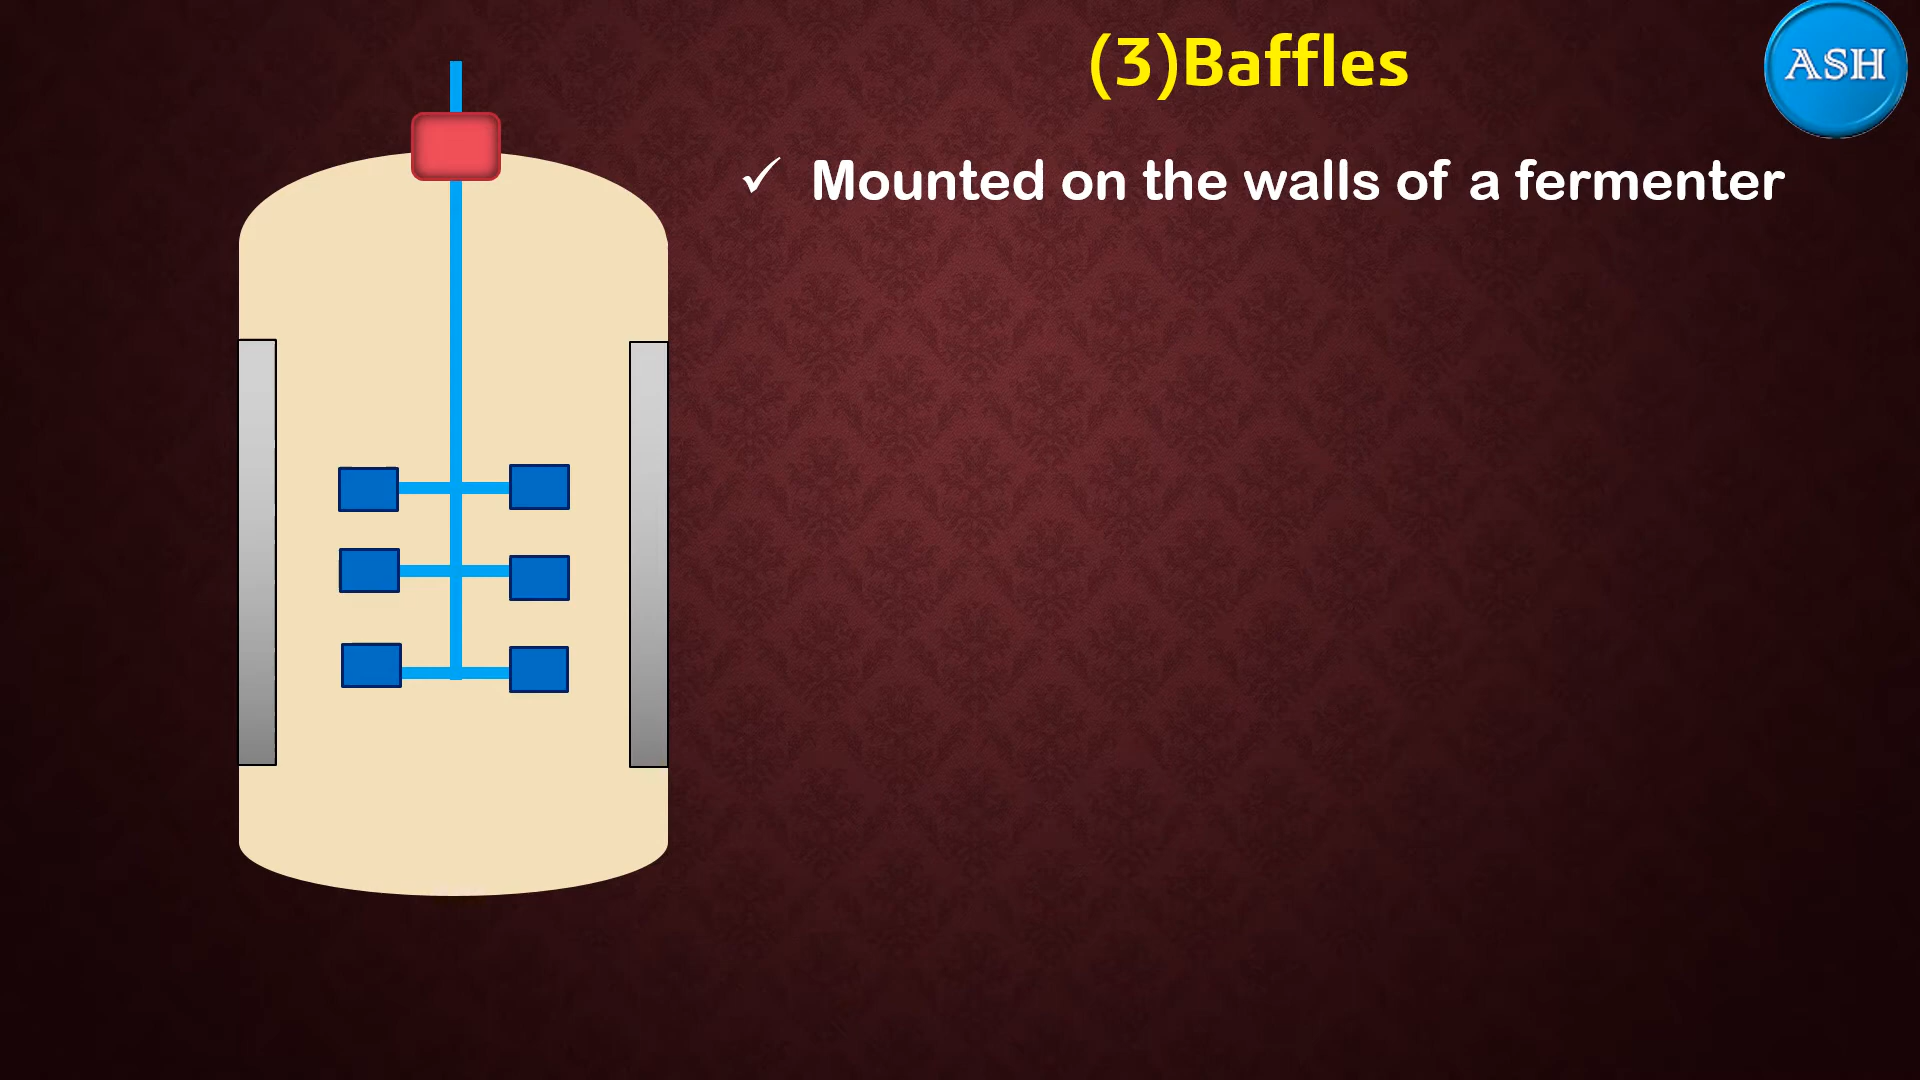 (3)Baffles
ASH
✓ Mounted on the walls of a fermenter